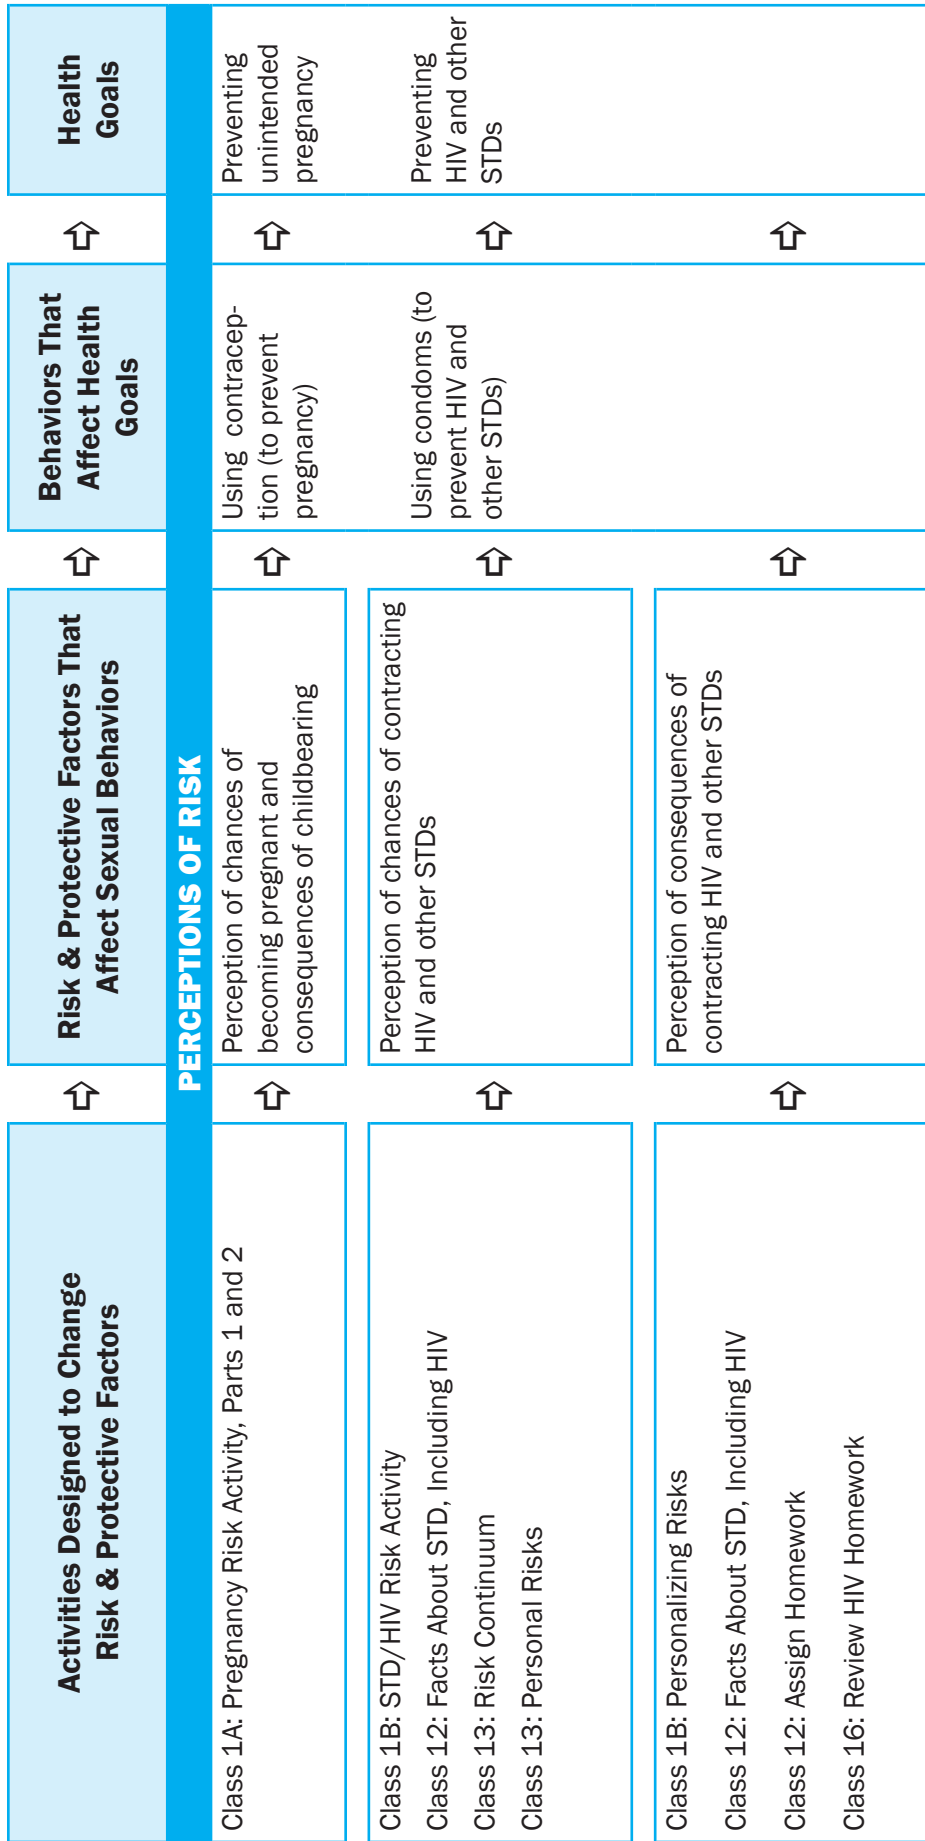 Activities Designed to Change
Risk & Protective Factors
Risk & Protective Factors That
Affect Sexual Behaviors
Behaviors That
Affect Health
Goals
Health
Goals
PERCEPTIONS OF RISK
Class 1A: Pregnancy Risk Activity, Parts 1 and 2
Perception of chances of
becoming pregnant and
consequences of childbearing
Using contracep-
tion (to prevent
pregnancy)
Preventing
unintended
pregnancy
Class 1B: STD/HIV Risk Activity
Class 12: Facts About STD, Including HIV
Class 13: Risk Continuum
Class 13: Personal Risks
Perception of chances of contracting
HIV and other STDs
Using condoms (to
prevent HIV and
other STDs)
Preventing
HIV and other
STDs
Class 1B: Personalizing Risks
Class 12: Facts About STD, Including HIV
Class 12: Assign Homework
Class 16: Review HIV Homework
Perception of consequences of
contracting HIV and other STDs